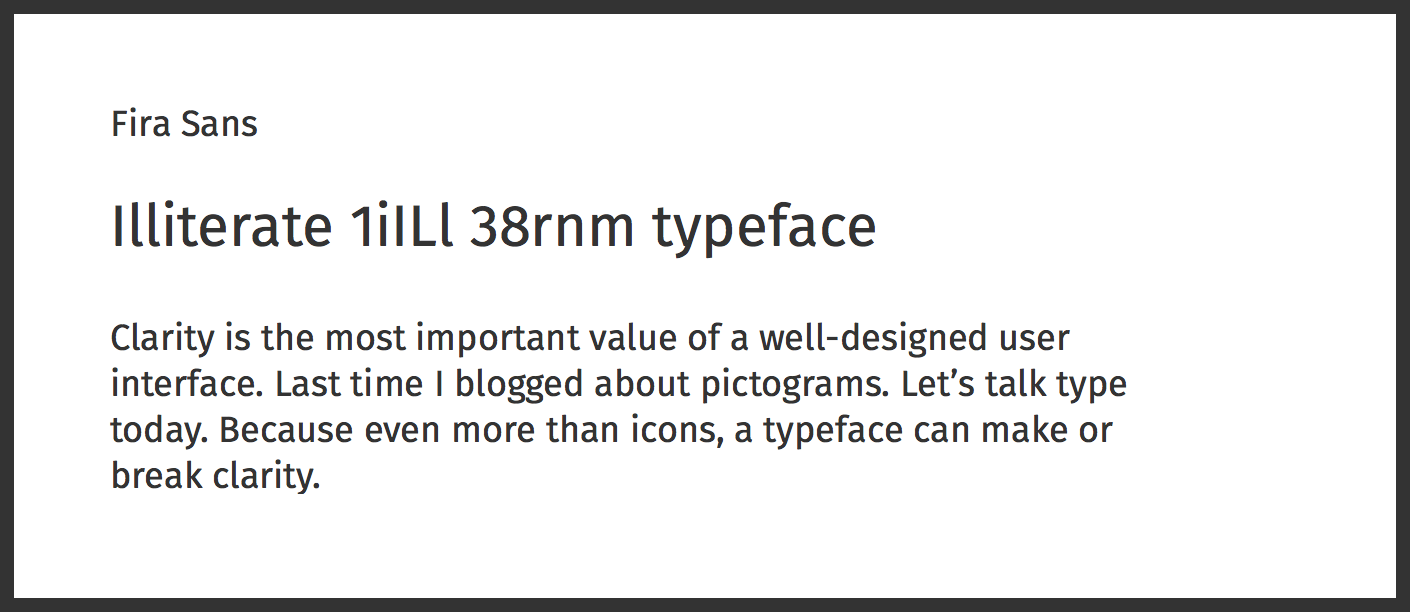 Fira Sans
Illiterate 1iILl 38rnm typeface
Clarity is the most important value of a well-designed user
interface. Last time I blogged about pictograms. Let’s talk type
today. Because even more than icons, a typeface can make or
break clarity.